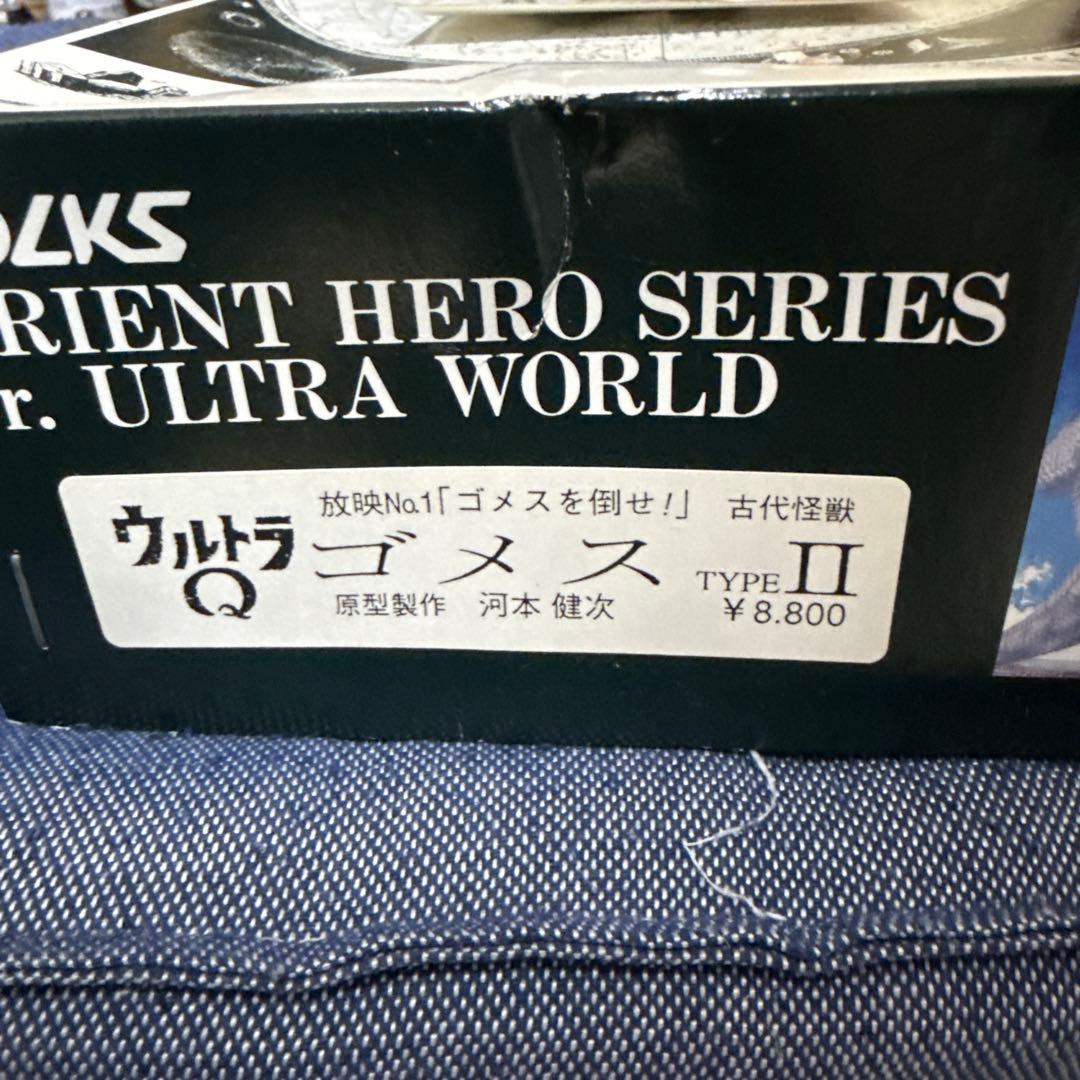 OLKS
RIENT HERO SERIES
r. ULTRA WORLD
放映No.1「ゴメスを倒せ!」 古代怪獣
ウルトラQ ゴメス TYPE II
原型製作 河本 健次 ￥8.800